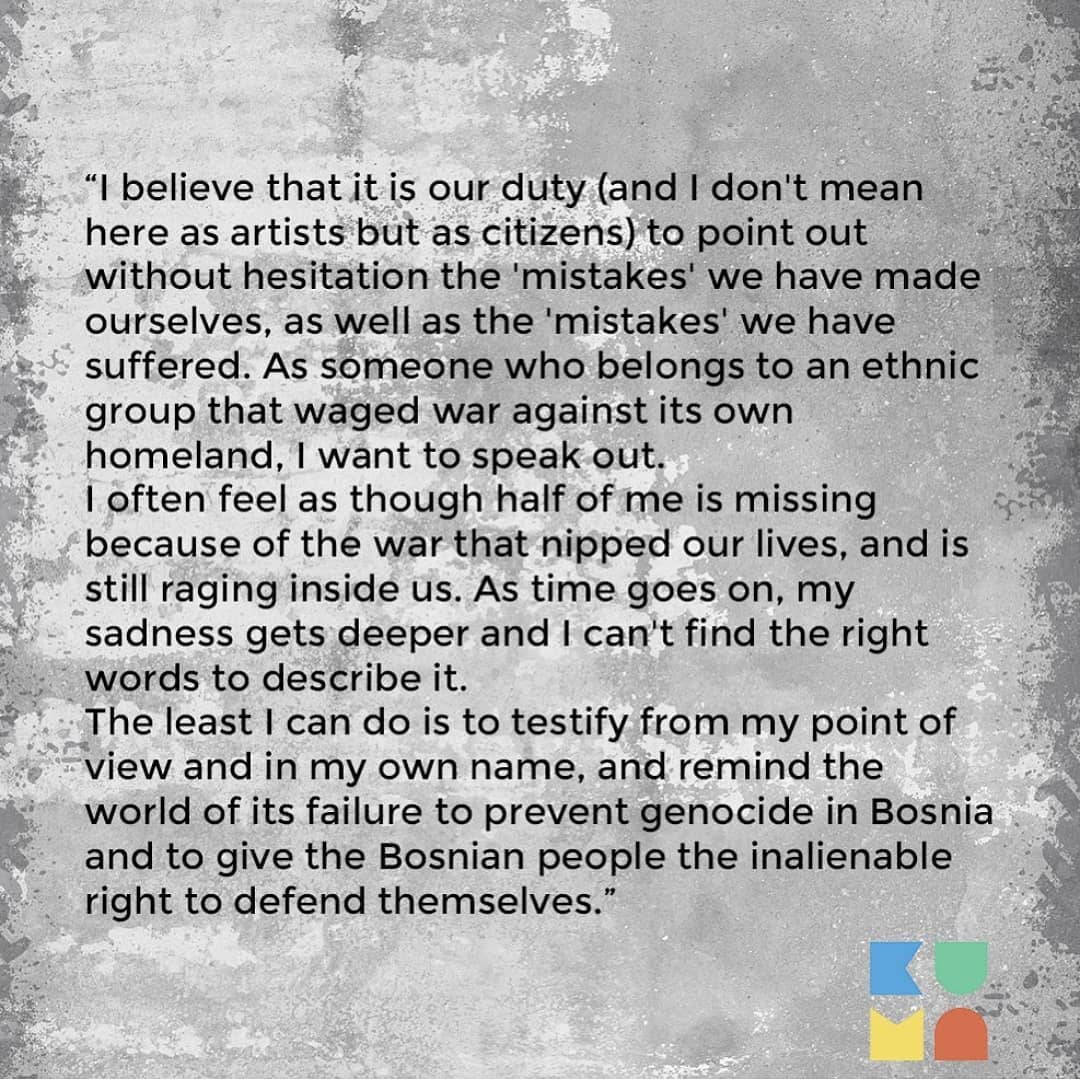 “I believe that it is our duty (and I don't mean
here as artists but as citizens) to point out
without hesitation the 'mistakes' we have made
ourselves, as well as the 'mistakes' we have
suffered. As someone who belongs to an ethnic
group that waged war against its own
homeland, I want to speak out.
I often feel as though half of me is missing
because of the war that nipped our lives, and is
still raging inside us. As time goes on, my
sadness gets deeper and I can't find the right
words to describe it.
The least I can do is to testify from my point of
view and in my own name, and remind the
world of its failure to prevent genocide in Bosnia
and to give the Bosnian people the inalienable
right to defend themselves.”
KU
MA